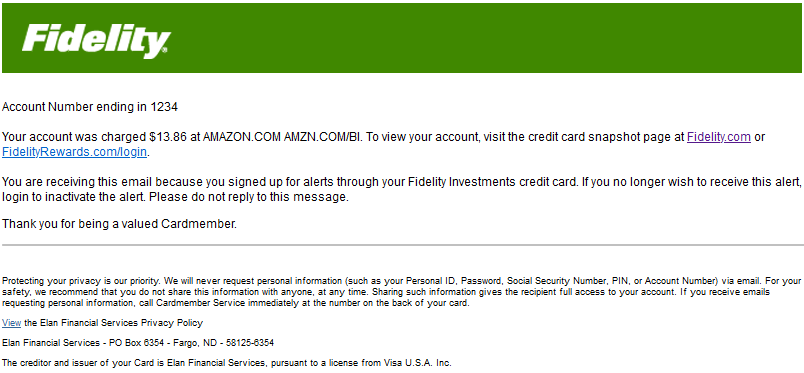 Fidelity
Account Number ending in 1234
Your account was charged $13.86 at AMAZON.COM AMZN.COM/BI. To view your account, visit the credit card snapshot page at Fidelity.com or
FidelityRewards.com/login.
You are receiving this email because you signed up for alerts through your Fidelity Investments credit card. If you no longer wish to receive this alert,
login to inactivate the alert. Please do not reply to this message.
Thank you for being a valued Cardmember.
Protecting your privacy is our priority. We will never request personal information (such as your Personal ID, Password, Social Security Number, PIN, or Account Number) via email. For your
safety, we recommend that you do not share this information with anyone, at any time. Sharing such information gives the recipient full access to your account. If you receive emails
requesting personal information, call Cardmember Service immediately at the number on the back of your card.
View the Elan Financial Services Privacy Policy
Elan Financial Services - PO Box 6354 - Fargo, ND - 58125-6354
The creditor and issuer of your Card is Elan Financial Services, pursuant to a license from Visa U.S.A. Inc.